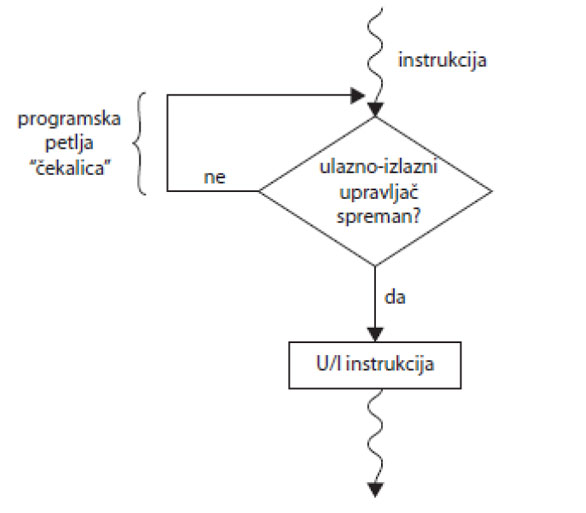 instrukcija
programska
petlja
“čekalica”
ne
ulazno-izlazni
upravljač
spreman?
da
U/I instrukcija